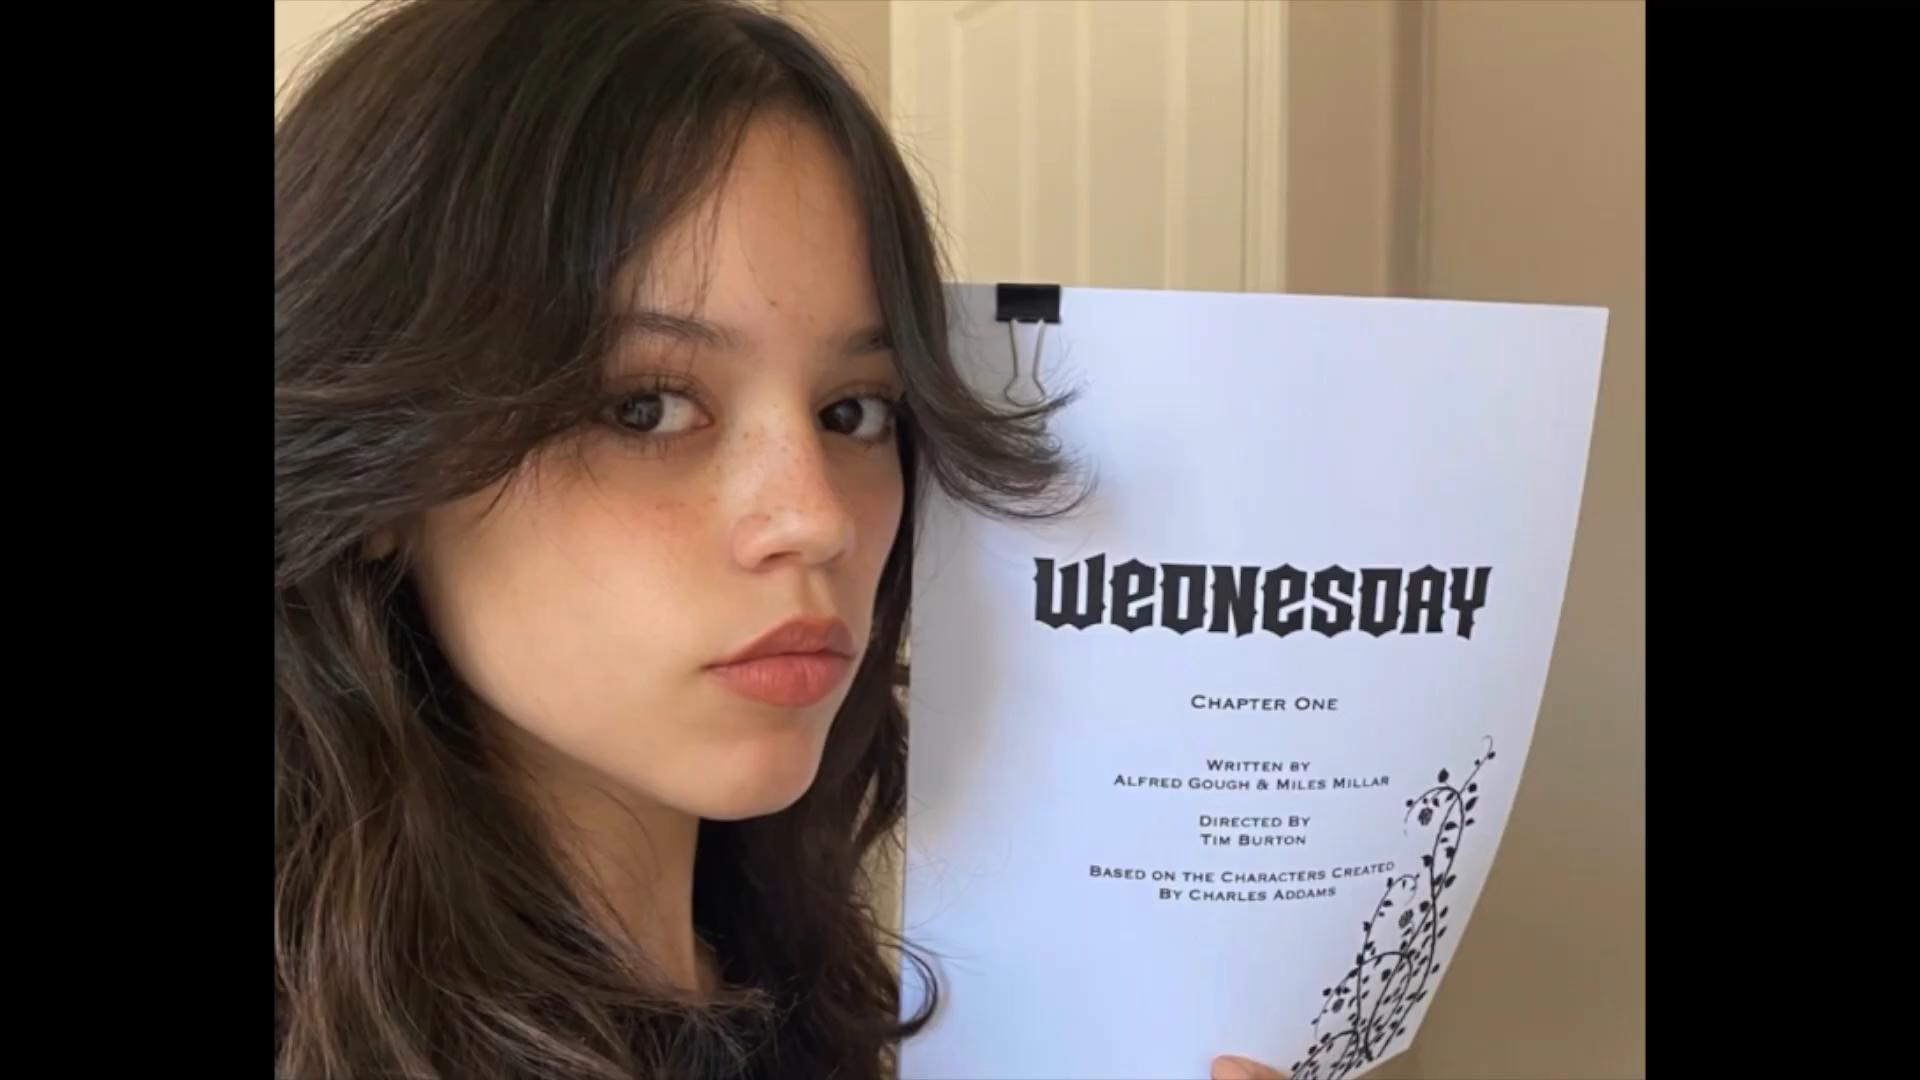 WEDNESDAY
CHAPTER ONE
WRITTEN BY
ALFRED GOUGH & MILES MILLAR
DIRECTED BY
TIM BURTON
BASED ON THE CHARACTERS CREATED
BY CHARLES ADDAMS